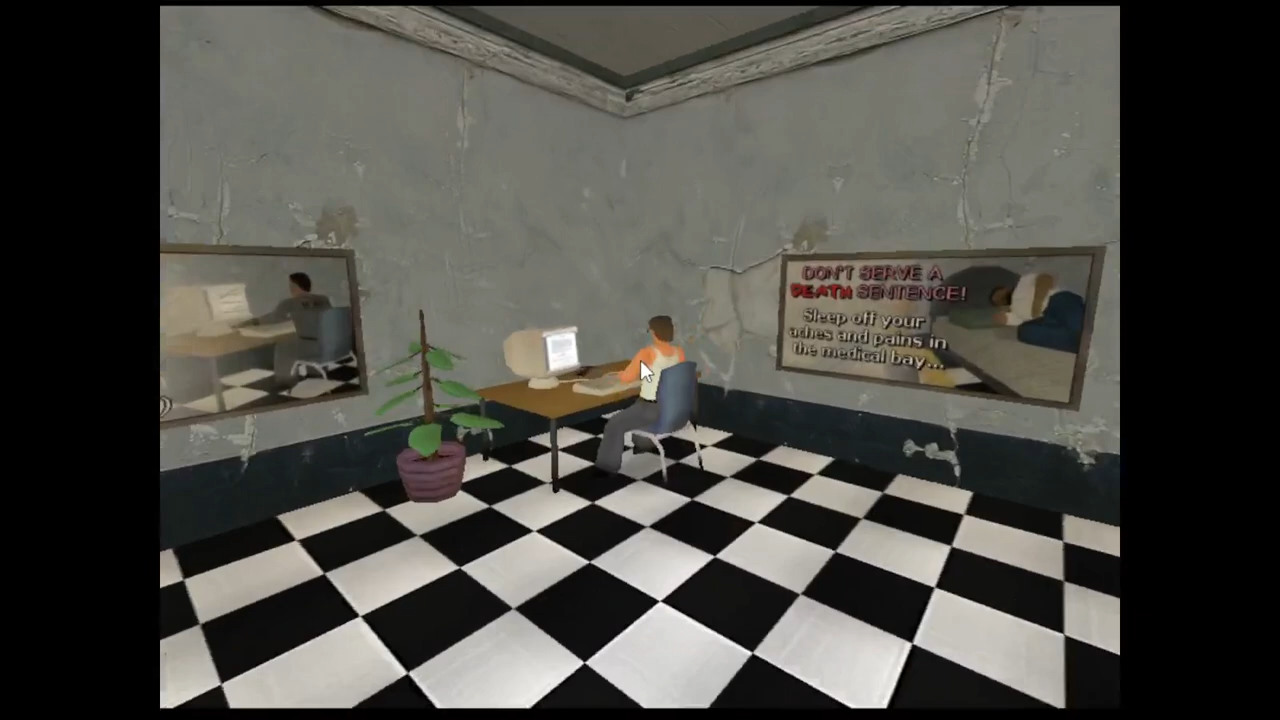 DON'T SERVE A
DEATH SENTENCE!
Sleep off your
aches and pains in
the medical bay...